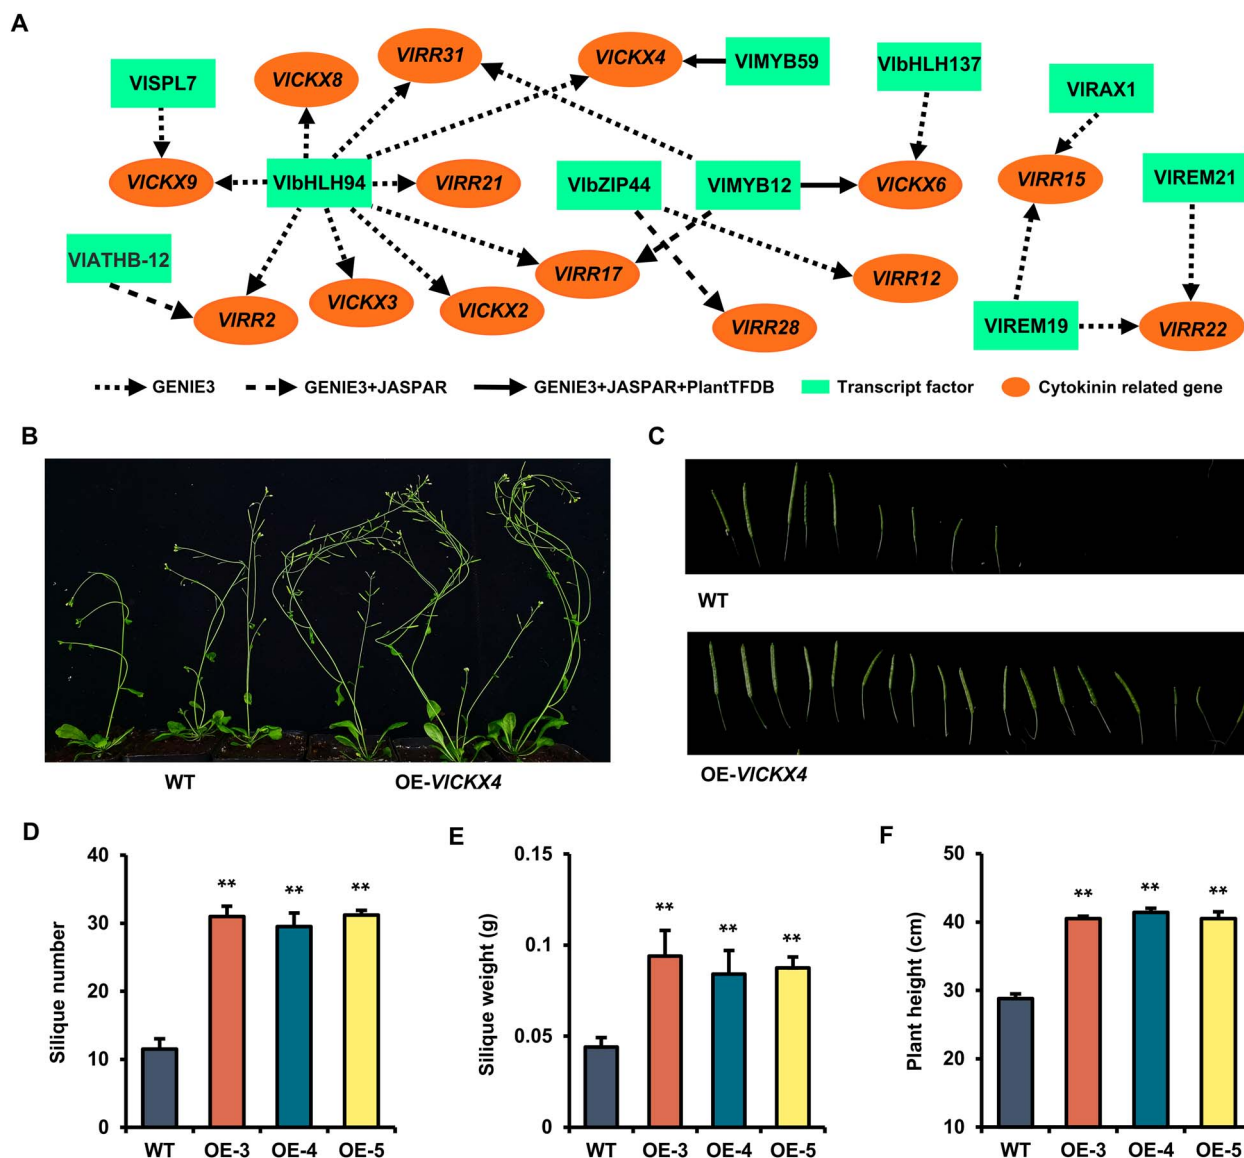 A
VlRR31
VlCKX4
VlMYB59
VlbHLH137
VlSPL7
VlCKX8
VlRAX1
VlCKX9
VlbHLH94
VlRR21
VlbZIP44
VlMYB12
VlCKX6
VlRR15
VlREM21
VlATHB-12
VlRR2
VlCKX3
VlCKX2
VlRR17
VlRR28
VlRR12
VlREM19
VlRR22
GENIE3 GENIE3+JASPAR GENIE3+JASPAR+PlantTFDB Transcript factor Cytokinin related gene
B
WT OE-VlCKX4
C
WT
OE-VlCKX4
D
Silique number
40
30
20
10
0
** ** **
WT OE-3 OE-4 OE-5
E
Silique weight (g)
0.15
0.1
0.05
0
** ** **
WT OE-3 OE-4 OE-5
F
Plant height (cm)
50
40
30
20
10
** ** **
WT OE-3 OE-4 OE-5